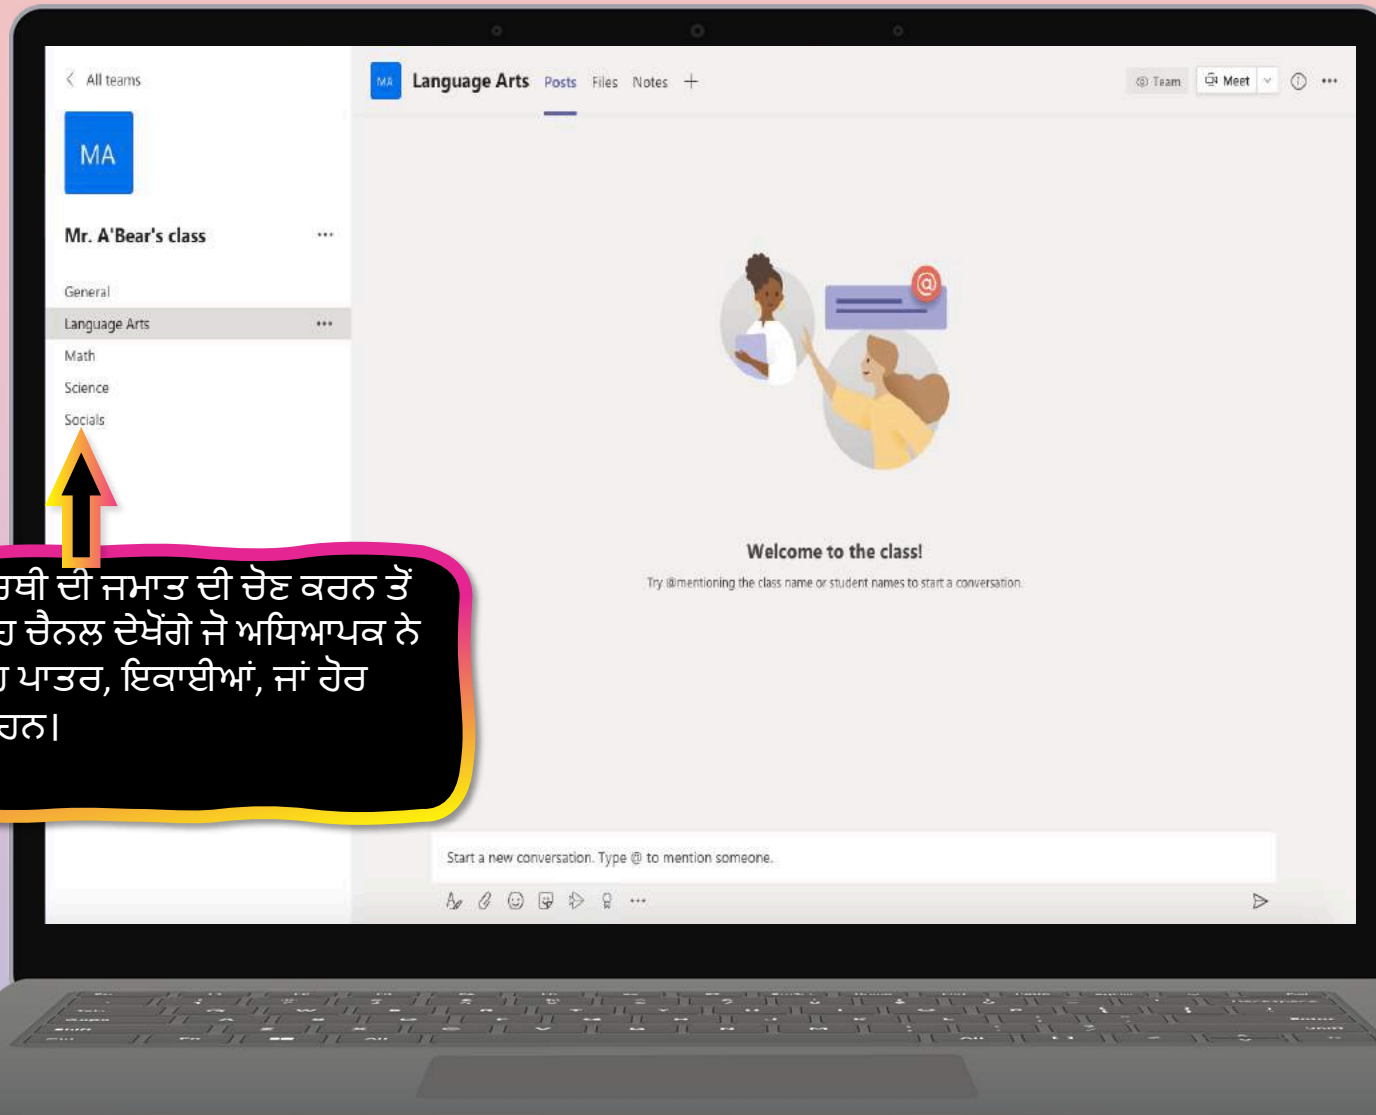 All teams
MA
Mr. A'Bear's class
General
Language Arts
Math
Science
Socials
MA Language Arts Posts Files Notes
Team Meet
Welcome to the class!
Try @mentioning the class name or student names to start a conversation.
ਦੀ ਜਮਾਤ ਦੀ ਚੋਣ ਕਰਨ ਤੋਂ
ਚੈਨਲ ਦੇਖੋਂਗੇ ਜੋ ਅਧਿਆਪਕ ਨੇ
ਪਾਤਰ, ਇਕਾਈਆਂ, ਜਾਂ ਹੋਰ
ਹਨ।
Start a new conversation. Type @ to mention someone.